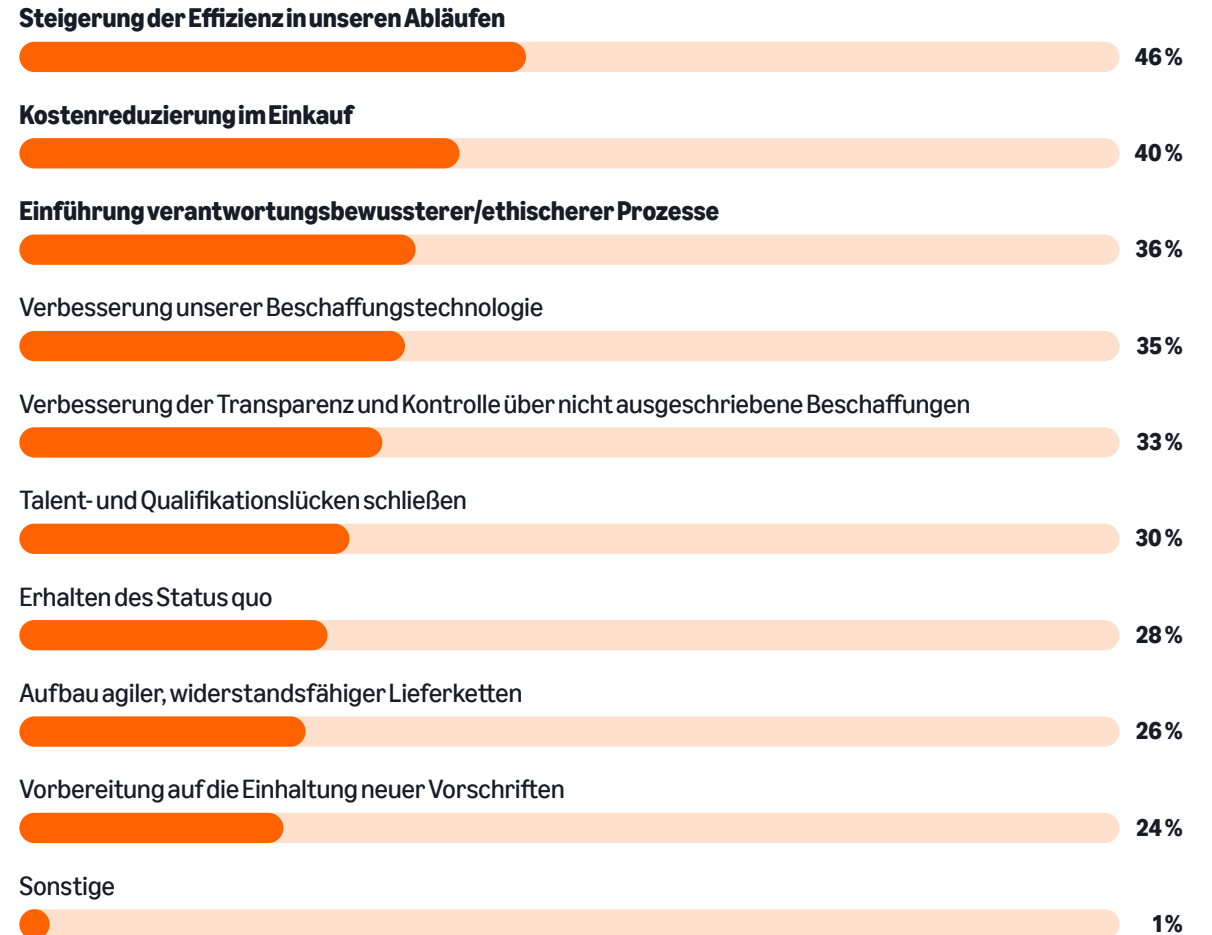 Steigerung der Effizienz in unseren Abläufen
46 %
Kostenreduzierung im Einkauf
40 %
Einführung verantwortungsbewussterer/ethischerer Prozesse
36 %
Verbesserung unserer Beschaffungstechnologie
35 %
Verbesserung der Transparenz und Kontrolle über nicht ausgeschriebene Beschaffungen
33 %
Talent- und Qualifikationslücken schließen
30 %
Erhalten des Status quo
28 %
Aufbau agiler, widerstandsfähiger Lieferketten
26 %
Vorbereitung auf die Einhaltung neuer Vorschriften
24 %
Sonstige
1 %